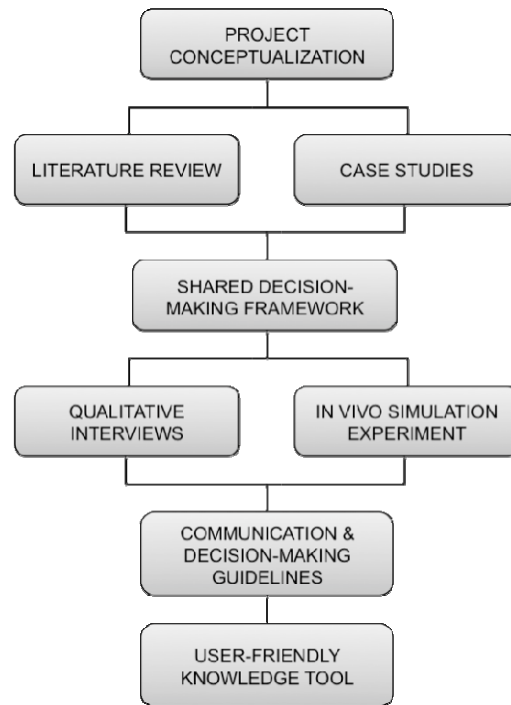 PROJECT
CONCEPTUALIZATION
LITERATURE REVIEW
CASE STUDIES
SHARED DECISION-
MAKING FRAMEWORK
QUALITATIVE
INTERVIEWS
IN VIVO SIMULATION
EXPERIMENT
COMMUNICATION &
DECISION-MAKING
GUIDELINES
USER-FRIENDLY
KNOWLEDGE TOOL